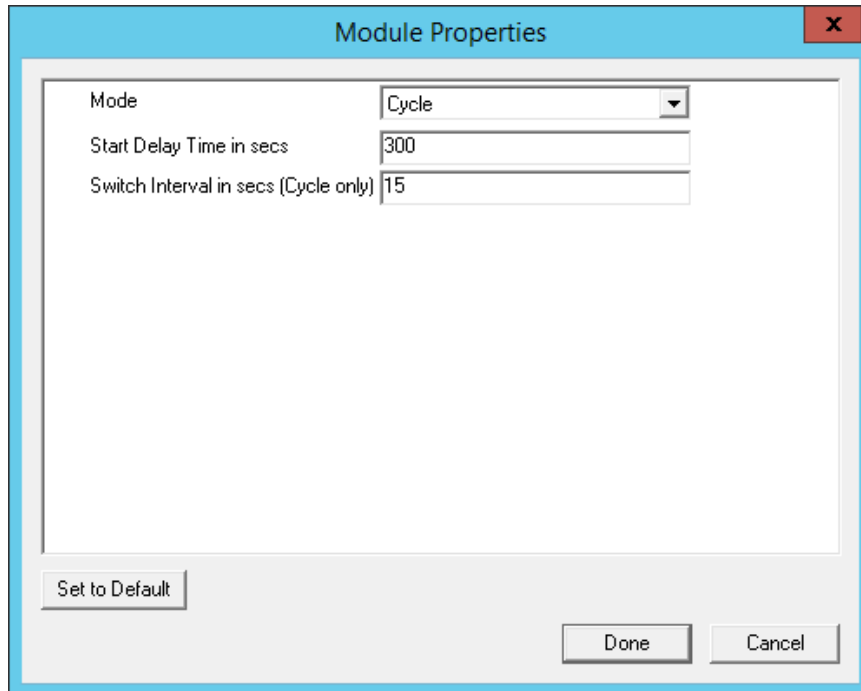 Module Properties
x
Mode Cycle
Start Delay Time in secs 300
Switch Interval in secs (Cycle only) 15
Set to Default
Done Cancel